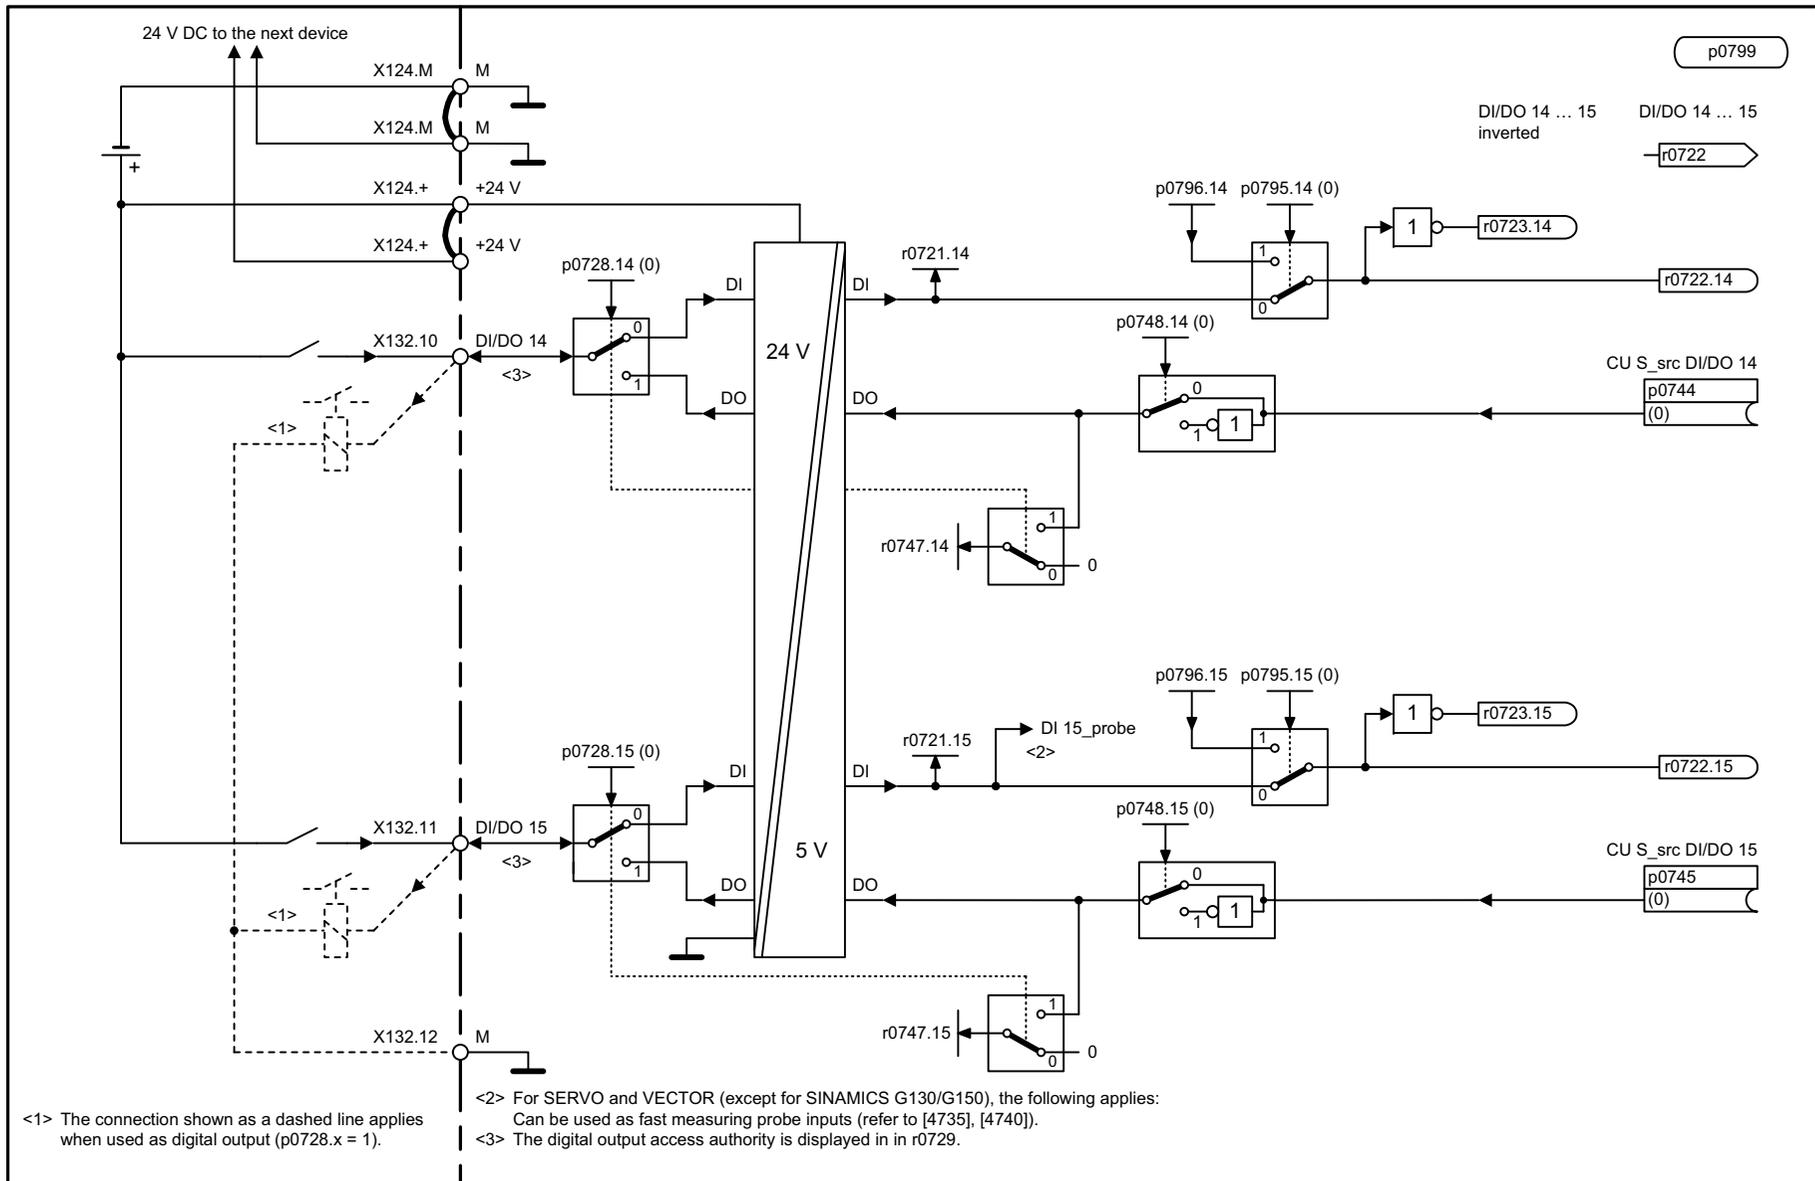 24 V DC to the next device
p0799
X124.M
M
DI/DO 14 … 15
inverted
DI/DO 14 … 15
X124.M
M
r0722
+
X124.+
+24 V
p0796.14
p0795.14 (0)
X124.+
+24 V
1
r0723.14
p0728.14 (0)
r0721.14
1
DI
DI
r0722.14
0
p0748.14 (0)
X132.10
DI/DO 14
0
24 V
<3>
CU S_src DI/DO 14
1
0
p0744
DO
DO
(0)
<1>
1
1
1
r0747.14
0
0
p0796.15
p0795.15 (0)
1
r0723.15
DI 15_probe
p0728.15 (0)
r0721.15
<2>
1
DI
DI
r0722.15
0
p0748.15 (0)
X132.11
DI/DO 15
0
5 V
<3>
CU S_src DI/DO 15
1
0
p0745
DO
DO
(0)
<1>
1
1
1
r0747.15
0
0
X132.12
M
<1> The connection shown as a dashed line applies
when used as digital output (p0728.x = 1).
<2> For SERVO and VECTOR (except for SINAMICS G130/G150), the following applies:
Can be used as fast measuring probe inputs (refer to [4735], [4740]).
<3> The digital output access authority is displayed in in r0729.